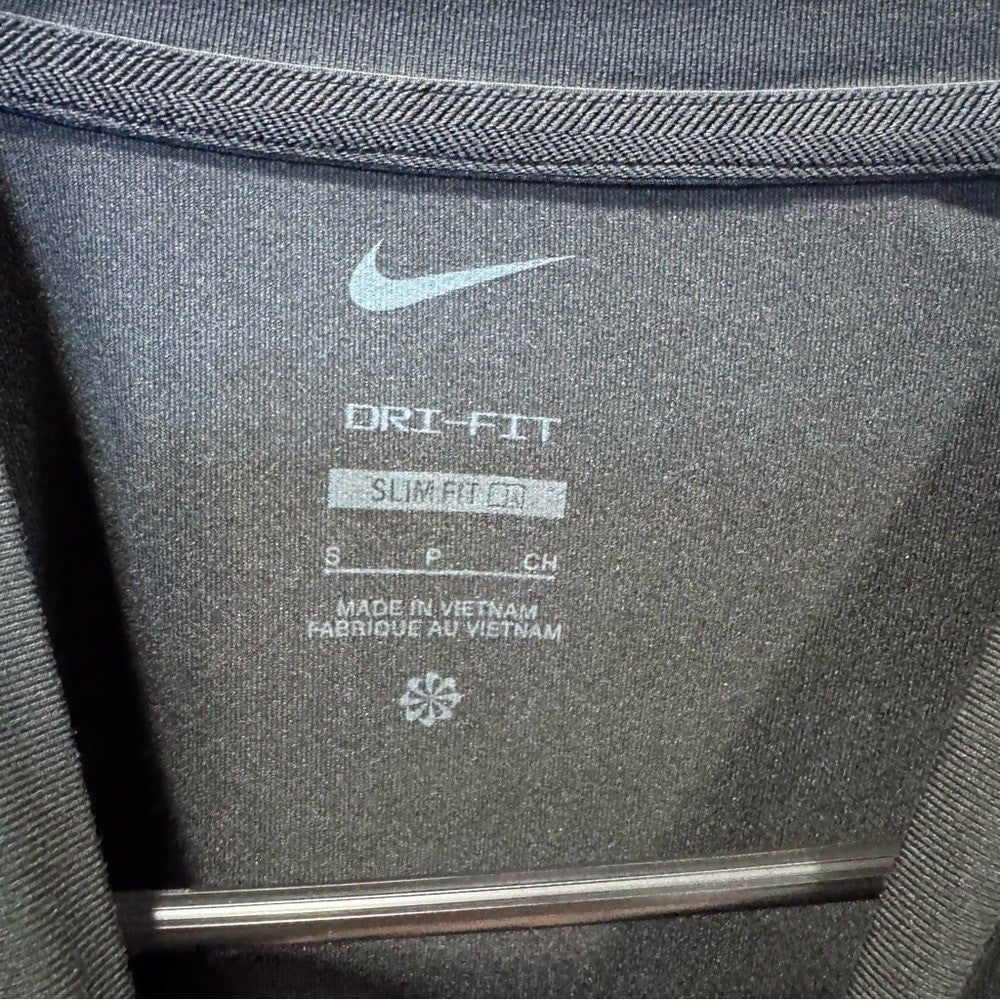 DRI-FIT
SLIM FIT
S P CH
MADE IN VIETNAM
FABRIQUE AU VIETNAM